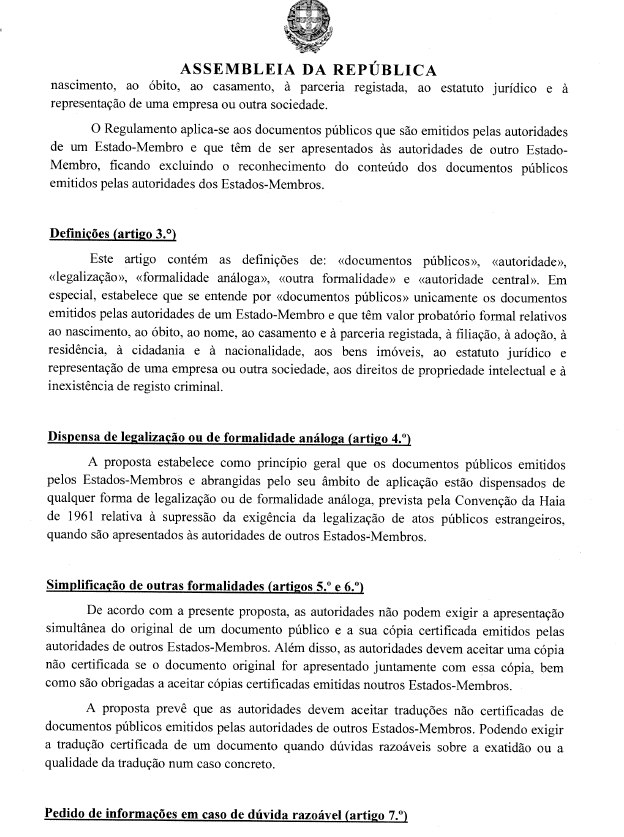 ASSEMBLEIA DA REPÚBLICA
nascimento, ao óbito, ao casamento, à parceria registada, ao estatuto jurídico e à
representação de uma empresa ou outra sociedade.
O Regulamento aplica-se aos documentos públicos que são emitidos pelas autoridades
de um Estado-Membro e que têm de ser apresentados às autoridades de outro Estado-
Membro, ficando excluindo o reconhecimento do conteúdo dos documentos públicos
emitidos pelas autoridades dos Estados-Membros.
Definições (artigo 3.º)
Este artigo contém as definições de: «documentos públicos», «autoridade»,
«legalização», «formalidade análoga», «outra formalidade» e «autoridade central». Em
especial, estabelece que se entende por «documentos públicos» unicamente os documentos
emitidos pelas autoridades de um Estado-Membro e que têm valor probatório formal relativos
ao nascimento, ao óbito, ao nome, ao casamento e à parceria registada, à filiação, à adoção, à
residência, à cidadania e à nacionalidade, aos bens imóveis, ao estatuto jurídico e
representação de uma empresa ou outra sociedade, aos direitos de propriedade intelectual e à
inexistência de registo criminal.
Dispensa de legalização ou de formalidade análoga (artigo 4.º)
A proposta estabelece como princípio geral que os documentos públicos emitidos
pelos Estados-Membros e abrangidas pelo seu âmbito de aplicação estão dispensados de
qualquer forma de legalização ou de formalidade análoga, prevista pela Convenção da Haia
de 1961 relativa à supressão da exigência da legalização de atos públicos estrangeiros,
quando são apresentados às autoridades de outros Estados-Membros.
Simplificação de outras formalidades (artigos 5.º e 6.º)
De acordo com a presente proposta, as autoridades não podem exigir a apresentação
simultânea do original de um documento público e a sua cópia certificada emitidos pelas
autoridades de outros Estados-Membros. Além disso, as autoridades devem aceitar uma cópia
não certificada se o documento original for apresentado juntamente com essa cópia, bem
como são obrigadas a aceitar cópias certificadas emitidas noutros Estados-Membros.
A proposta prevê que as autoridades devem aceitar traduções não certificadas de
documentos públicos emitidos pelas autoridades de outros Estados-Membros. Podendo exigir
a tradução certificada de um documento quando dúvidas razoáveis sobre a exatidão ou a
qualidade da tradução num caso concreto.
Pedido de informações em caso de dúvida razoável (artigo 7.º)